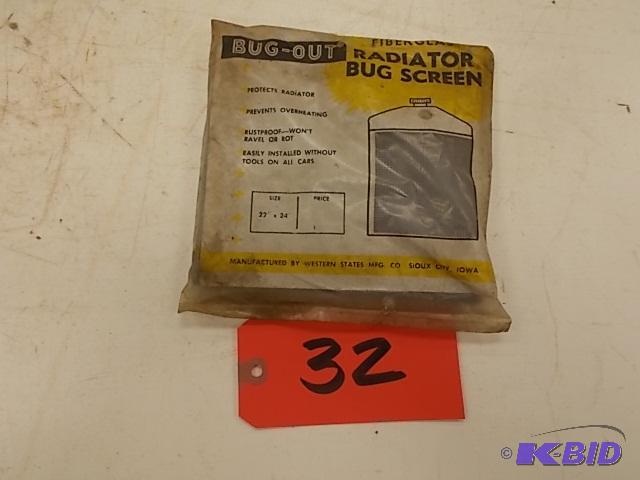 BUG-OUT
FIBERGLAS
RADIATOR
BUG SCREEN
PROTECTS RADIATOR
PREVENTS OVERHEATING
RUSTPROOF—WON'T
RAVEL OR ROT
EASILY INSTALLED WITHOUT
TOOLS ON ALL CARS
SIZE PRICE
22" x 24"
MANUFACTURED BY WESTERN STATES MFG. CO. SIOUX CITY, IOWA
32
© K-BID